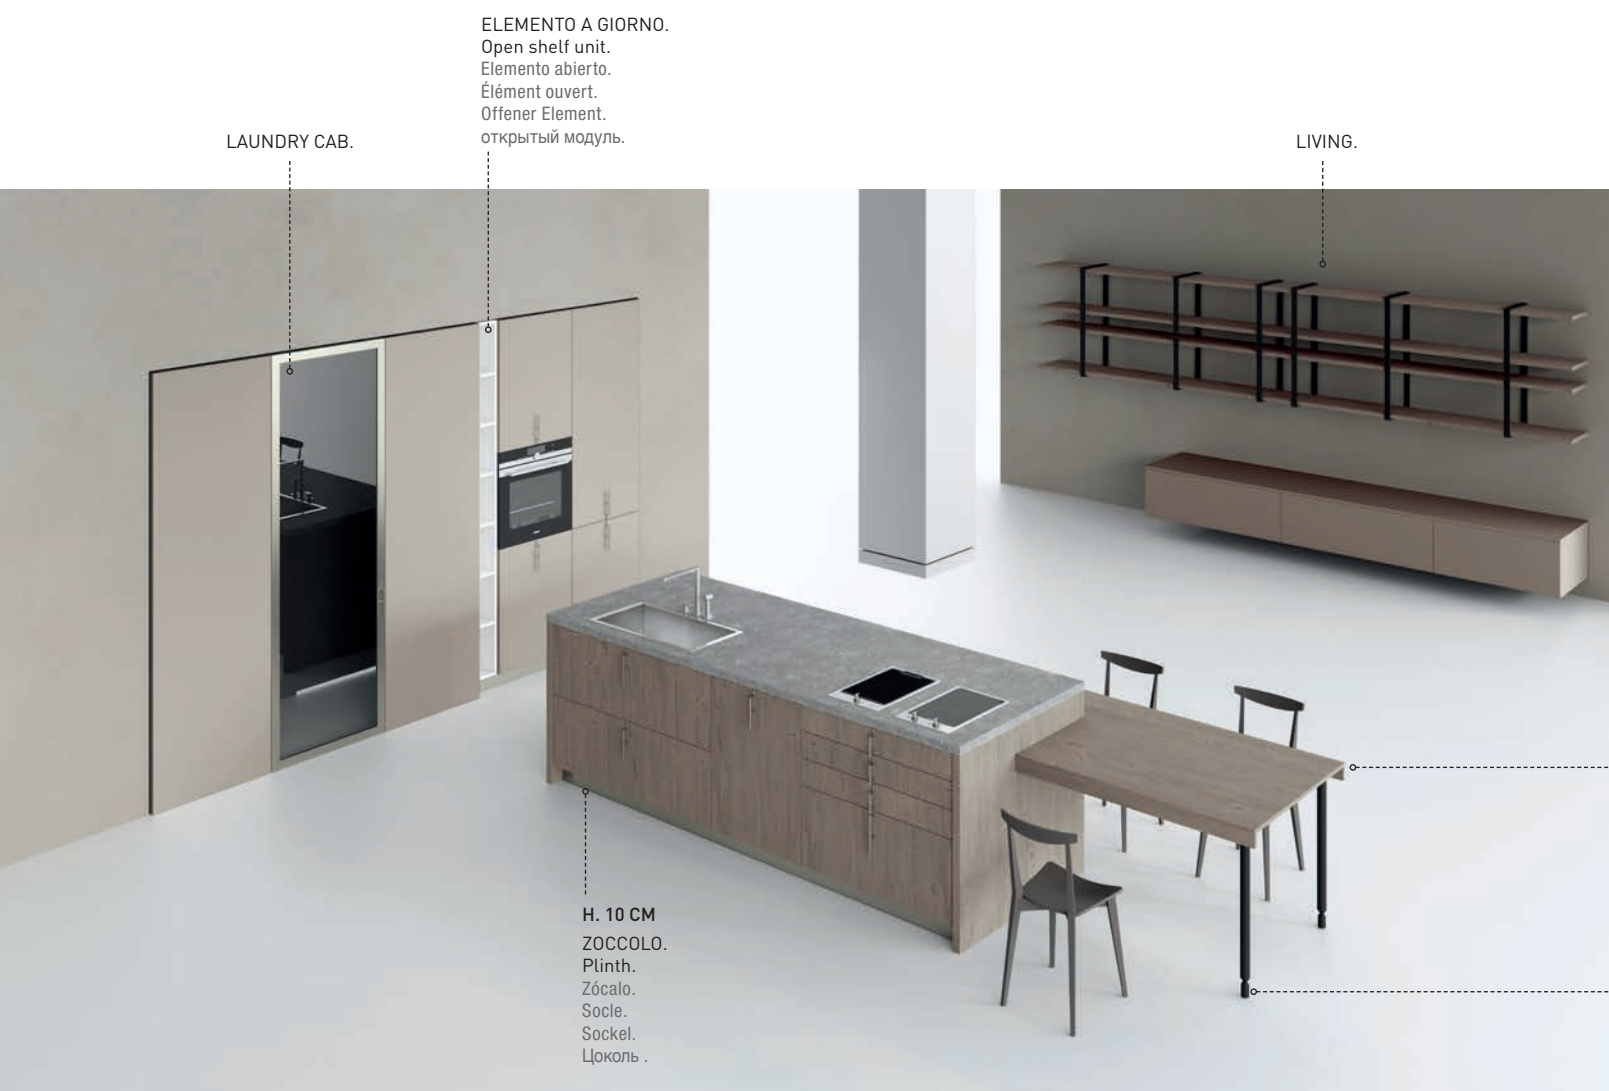 ELEMENTO A GIORNO.
Open shelf unit.
Elemento abierto.
Élément ouvert.
Offener Element.
открытый модуль.
LAUNDRY CAB.
LIVING.
H. 10 CM
ZOCCOLO.
Plinth.
Zócalo.
Socle.
Sockel.
Цоколь .